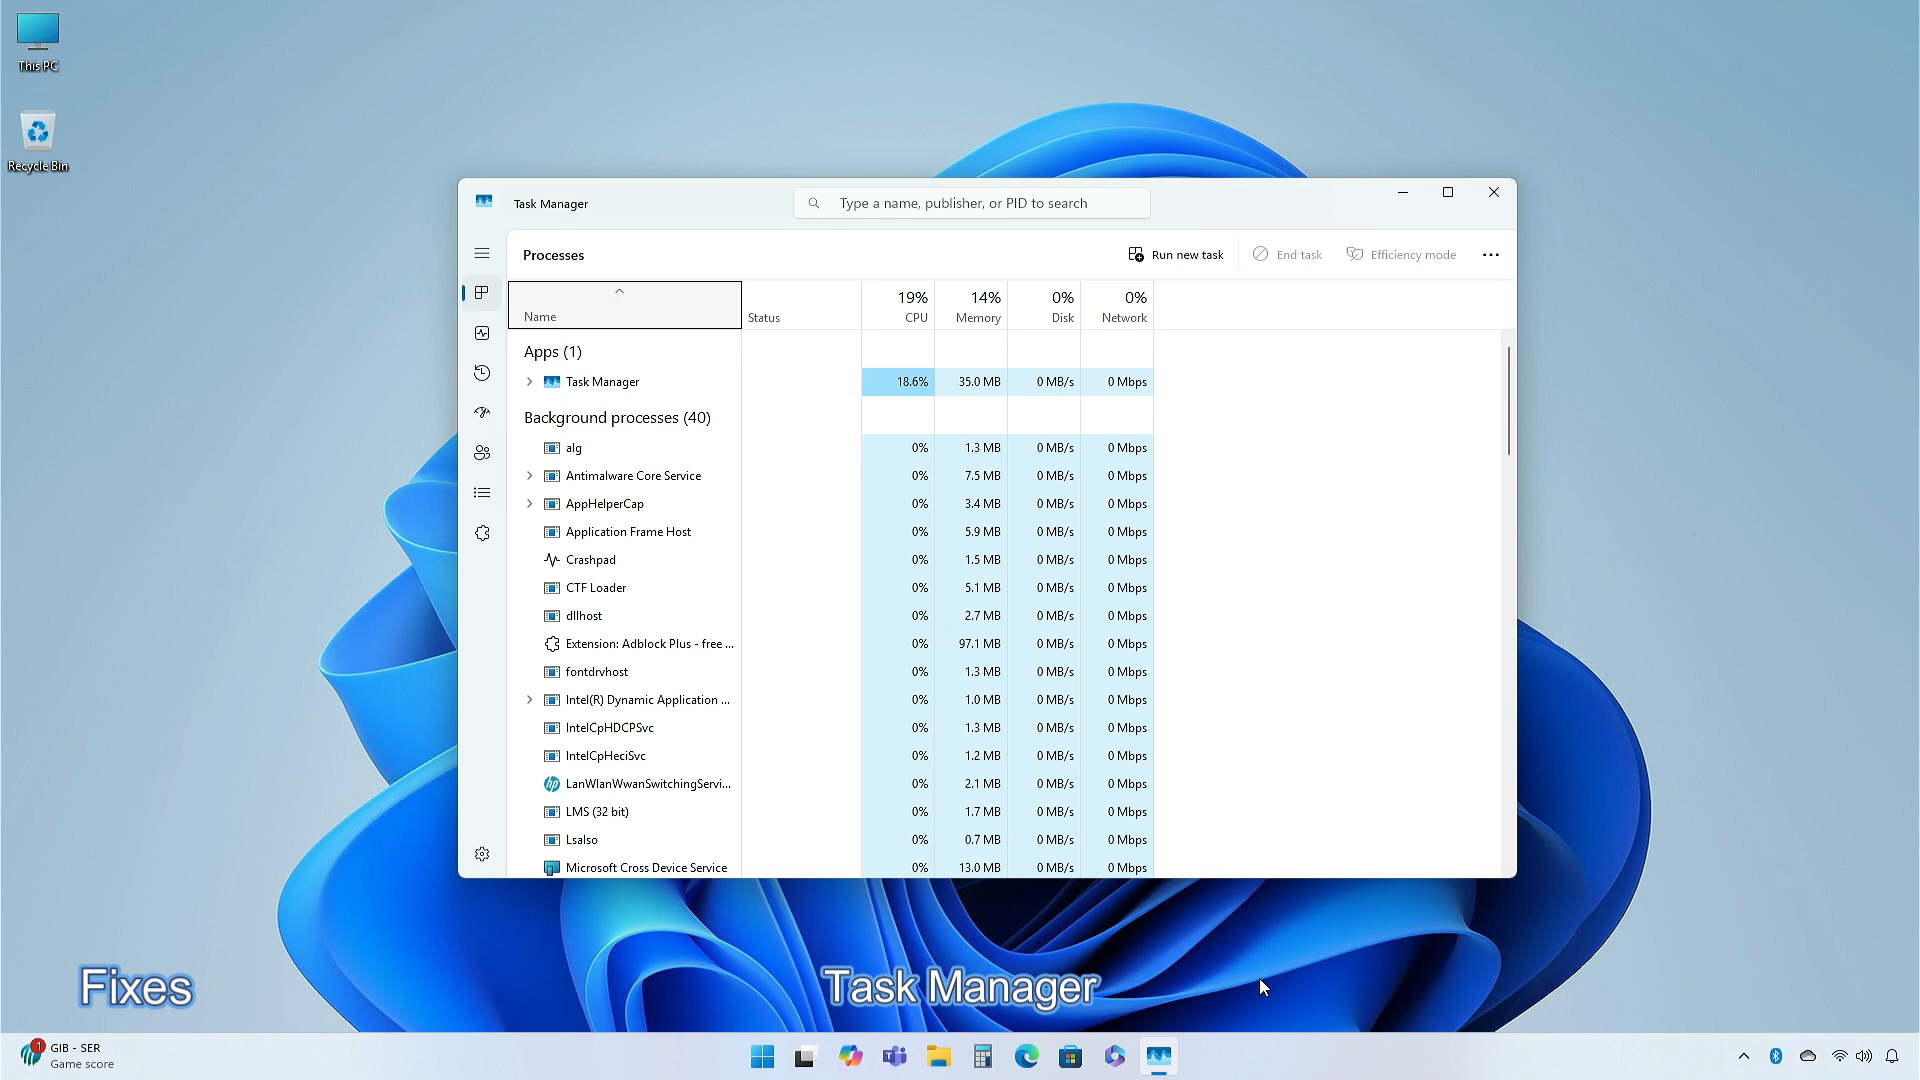 This PC
Recycle Bin
Task Manager
Type a name, publisher, or PID to search
Processes
Run new task
End task
Efficiency mode
Name
Status
19%
CPU
14%
Memory
0%
Disk
0%
Network
Apps (1)
Task Manager 18.6% 35.0 MB 0 MB/s 0 Mbps
Background processes (40)
alg 0% 1.3 MB 0 MB/s 0 Mbps
Antimalware Core Service 0% 7.5 MB 0 MB/s 0 Mbps
AppHelperCap 0% 3.4 MB 0 MB/s 0 Mbps
Application Frame Host 0% 5.9 MB 0 MB/s 0 Mbps
Crashpad 0% 1.5 MB 0 MB/s 0 Mbps
CTF Loader 0% 5.1 MB 0 MB/s 0 Mbps
dllhost 0% 2.7 MB 0 MB/s 0 Mbps
Extension: Adblock Plus - free ... 0% 97.1 MB 0 MB/s 0 Mbps
fontdrvhost 0% 1.3 MB 0 MB/s 0 Mbps
Intel(R) Dynamic Application ... 0% 1.0 MB 0 MB/s 0 Mbps
IntelCpHDCPSvc 0% 1.3 MB 0 MB/s 0 Mbps
IntelCpHeciSvc 0% 1.2 MB 0 MB/s 0 Mbps
LanWlanWwanSwitchingServi... 0% 2.1 MB 0 MB/s 0 Mbps
LMS (32 bit) 0% 1.7 MB 0 MB/s 0 Mbps
LsaIso 0% 0.7 MB 0 MB/s 0 Mbps
Microsoft Cross Device Service 0% 13.0 MB 0 MB/s 0 Mbps
Fixes
Task Manager
1
GIB - SER
Game score